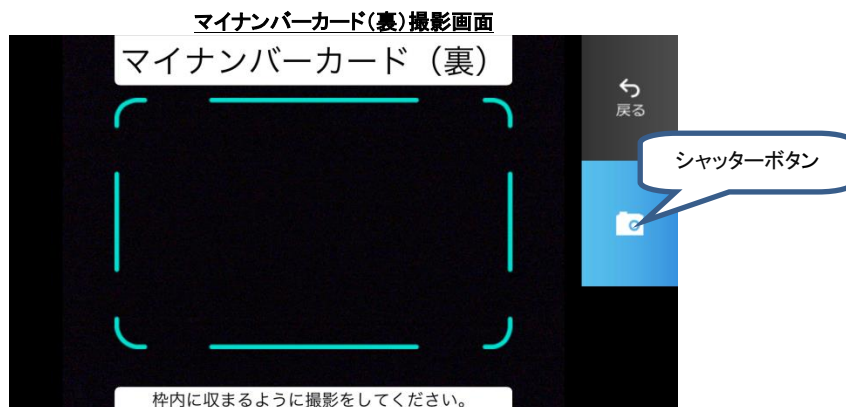 マイナンバーカード（裏）撮影画面
マイナンバーカード（裏）
戻る
シャッターボタン
枠内に収まるように撮影をしてください。